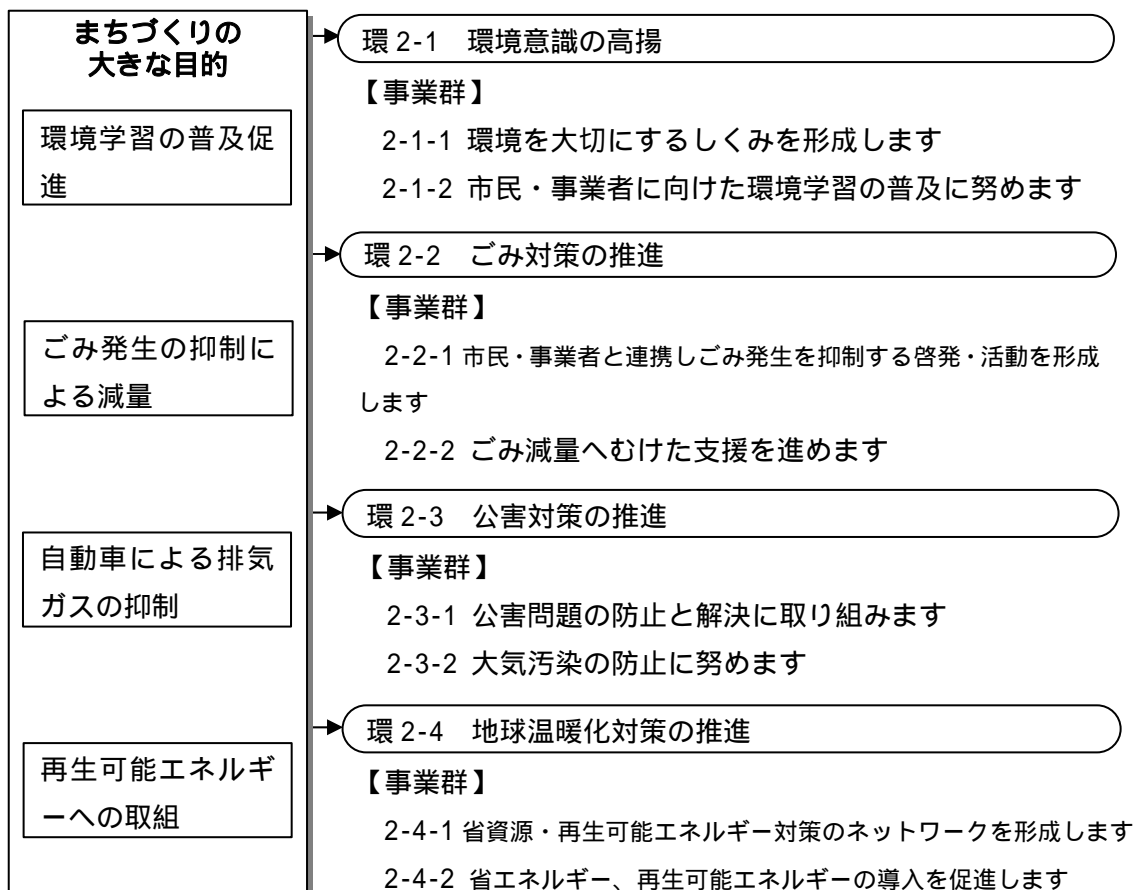 まちづくりの
大きな目的
環境学習の普及促
進
ごみ発生の抑制に
よる減量
自動車による排気
ガスの抑制
再生可能エネルギ
ーへの取組
環 2-1 環境意識の高揚
【事業群】
2-1-1 環境を大切にするしくみを形成します
2-1-2 市民・事業者に向けた環境学習の普及に努めます
環 2-2 ごみ対策の推進
【事業群】
2-2-1 市民・事業者と連携しごみ発生を抑制する啓発・活動を形成
します
2-2-2 ごみ減量へむけた支援を進めます
環 2-3 公害対策の推進
【事業群】
2-3-1 公害問題の防止と解決に取り組みます
2-3-2 大気汚染の防止に努めます
環 2-4 地球温暖化対策の推進
【事業群】
2-4-1 省資源・再生可能エネルギー対策のネットワークを形成します
2-4-2 省エネルギー、再生可能エネルギーの導入を促進します